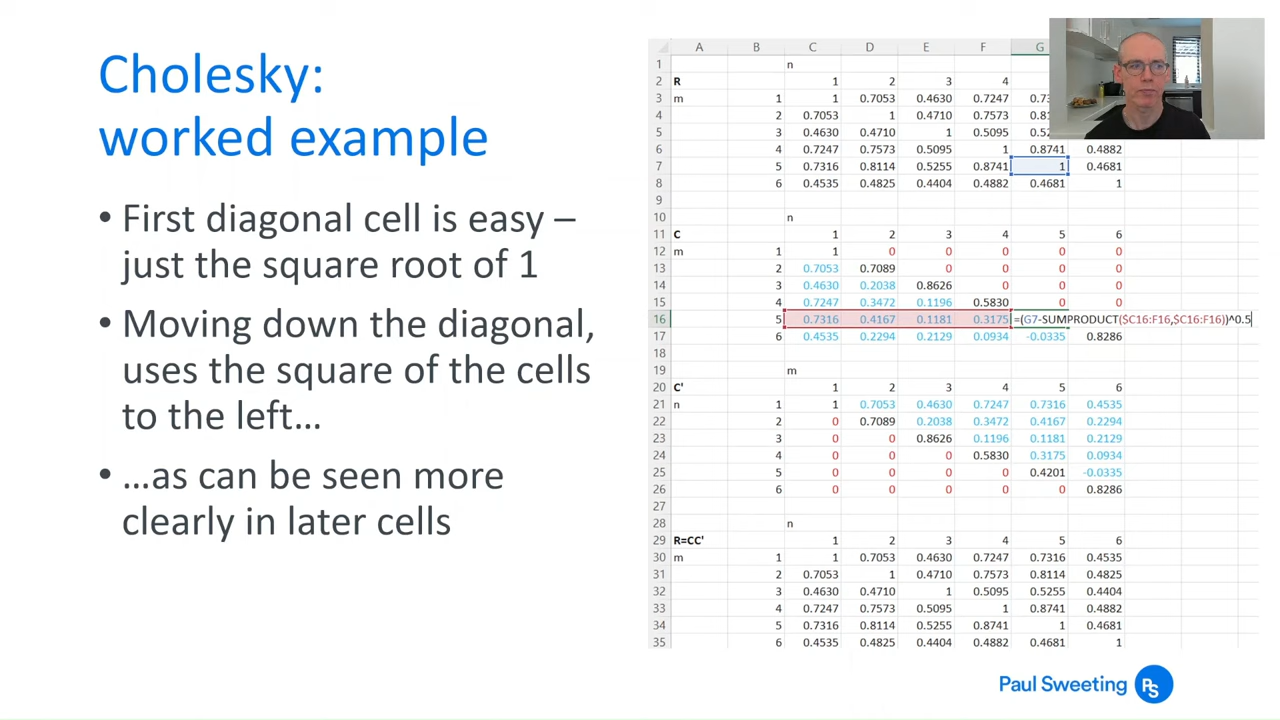 Cholesky:
worked example
• First diagonal cell is easy –
just the square root of 1
• Moving down the diagonal,
uses the square of the cells
to the left…
• …as can be seen more
clearly in later cells
A B C D E F G
1 n
2 R 1 2 3 4
3 m 1 1 0.7053 0.4630 0.7247
4 2 0.7053 1 0.4710 0.7573
5 3 0.4630 0.4710 1 0.5095
6 4 0.7247 0.7573 0.5095 1 0.8741 0.4882
7 5 0.7316 0.8114 0.5255 0.8741 1 0.4681
8 6 0.4535 0.4825 0.4404 0.4882 0.4681 1
9
10 n
11 C 1 2 3 4 5 6
12 m 1 1 0 0 0 0 0
13 2 0.7053 0.7089 0 0 0 0
14 3 0.4630 0.2038 0.8626 0 0 0
15 4 0.7247 0.3472 0.1196 0.5830 0 0
16 5 0.7316 0.4167 0.1181 0.3175 =(G7-SUMPRODUCT($C16:F16,$C16:F16))^0.5
17 6 0.4535 0.2294 0.2129 0.0934 -0.0335 0.8286
18
19 m
20 C' 1 2 3 4 5 6
21 n 1 1 0.7053 0.4630 0.7247 0.7316 0.4535
22 2 0 0.7089 0.2038 0.3472 0.4167 0.2294
23 3 0 0 0.8626 0.1196 0.1181 0.2129
24 4 0 0 0 0.5830 0.3175 0.0934
25 5 0 0 0 0 0.4201 -0.0335
26 6 0 0 0 0 0 0.8286
27
28 n
29 R=CC' 1 2 3 4 5 6
30 m 1 1 0.7053 0.4630 0.7247 0.7316 0.4535
31 2 0.7053 1 0.4710 0.7573 0.8114 0.4825
32 3 0.4630 0.4710 1 0.5095 0.5255 0.4404
33 4 0.7247 0.7573 0.5095 1 0.8741 0.4882
34 5 0.7316 0.8114 0.5255 0.8741 1 0.4681
35 6 0.4535 0.4825 0.4404 0.4882 0.4681 1
Paul Sweeting PS